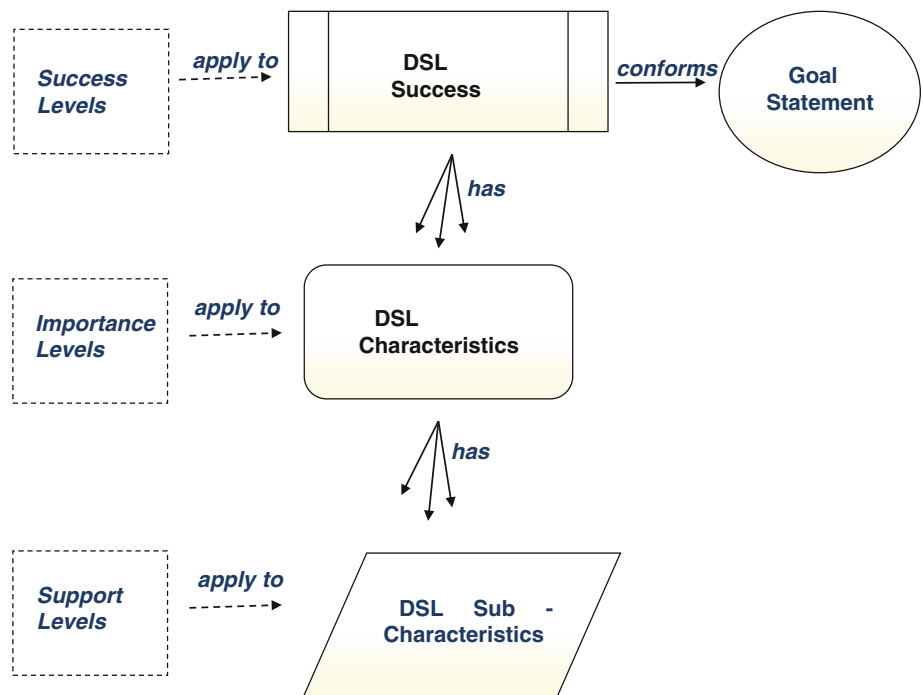 Success
Levels
apply to
DSL
Success
conforms
Goal
Statement
has
Importance
Levels
apply to
DSL
Characteristics
has
Support
Levels
apply to
DSL Sub -
Characteristics